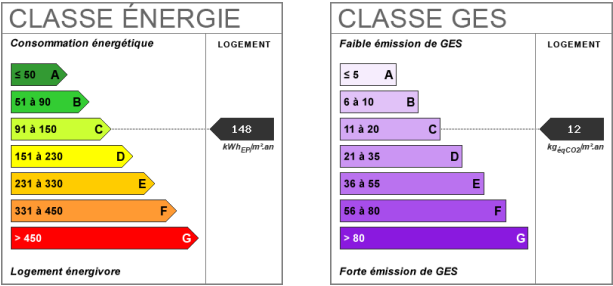 CLASSE ÉNERGIE
Consommation énergétique
LOGEMENT
≤ 50 A
51 à 90 B
91 à 150 C
148
kWhEP/m².an
151 à 230 D
231 à 330 E
331 à 450 F
> 450 G
Logement énergivore
CLASSE GES
Faible émission de GES
LOGEMENT
≤ 5 A
6 à 10 B
11 à 20 C
12
kgéqCO2/m².an
21 à 35 D
36 à 55 E
56 à 80 F
> 80 G
Forte émission de GES